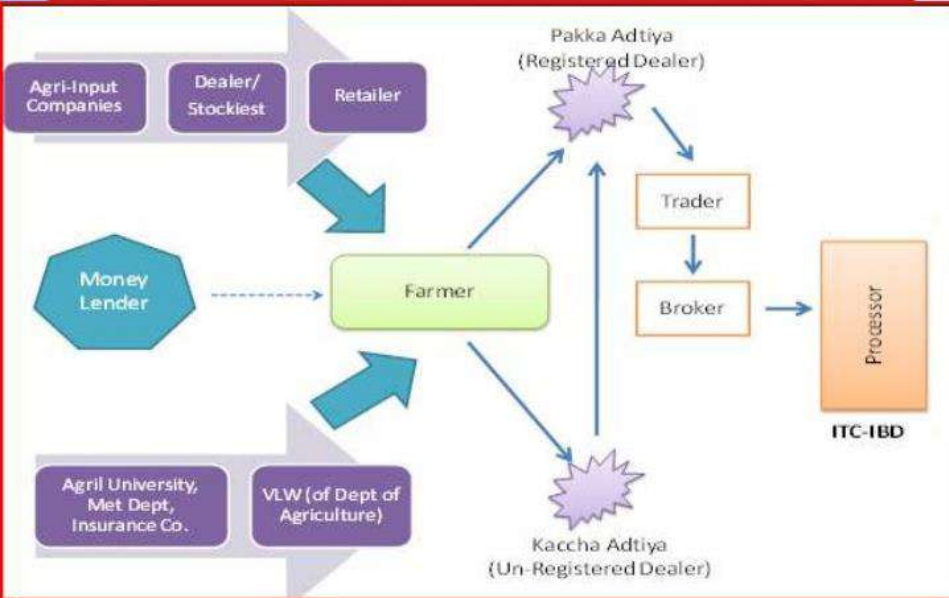 Pakka Adtiya
(Registered Dealer)
Agri-Input
Companies
Dealer/
Stockiest
Retailer
Trader
Money
Lender
Farmer
Broker
Processor
ITC-IBD
Agril University,
Met Dept,
Insurance Co.
VLW (of Dept of
Agriculture)
Kaccha Adtiya
(Un-Registered Dealer)